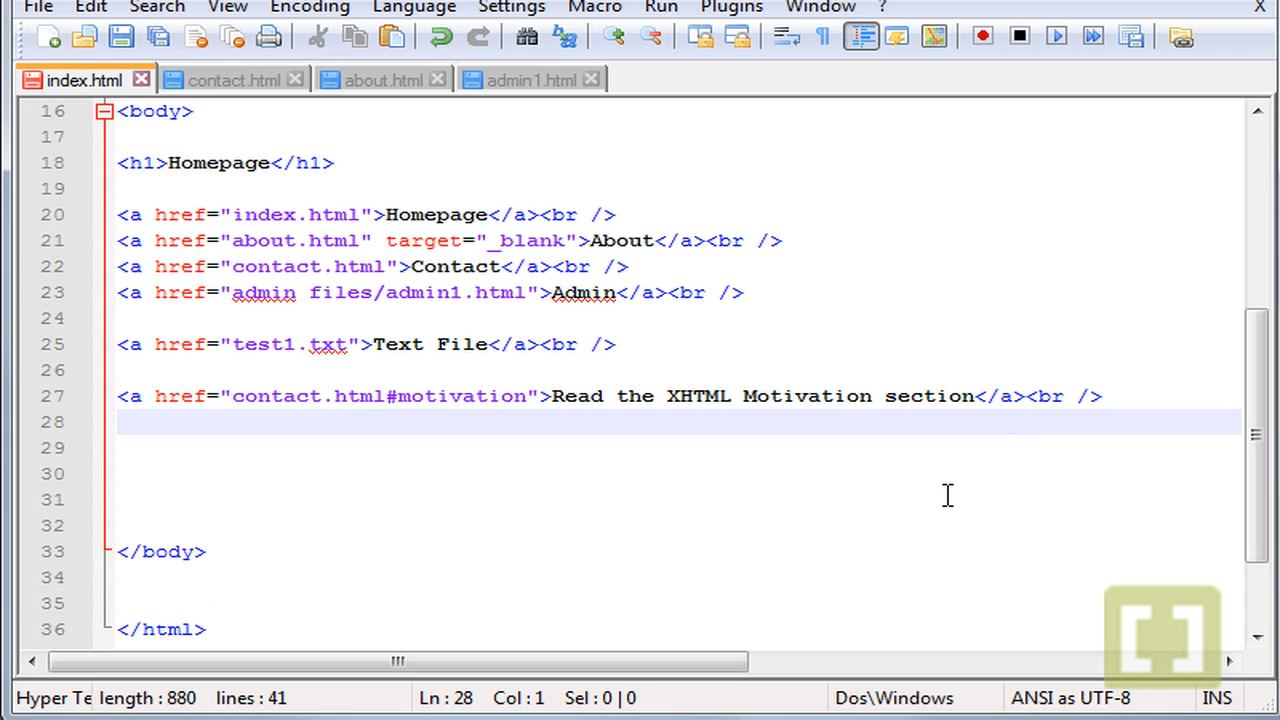 File Edit Search View Encoding Language Settings Macro Run Plugins Window ? X
index.html contact.html about.html admin1.html
16 <body>
17
18 <h1>Homepage</h1>
19
20 <a href="index.html">Homepage</a><br />
21 <a href="about.html" target="_blank">About</a><br />
22 <a href="contact.html">Contact</a><br />
23 <a href="admin files/admin1.html">Admin</a><br />
24
25 <a href="test1.txt">Text File</a><br />
26
27 <a href="contact.html#motivation">Read the XHTML Motivation section</a><br />
28
29
30
31
32
33 </body>
34
35
36 </html>
Hyper Te length : 880 lines : 41 Ln : 28 Col : 1 Sel : 0 | 0 Dos\Windows ANSI as UTF-8 INS